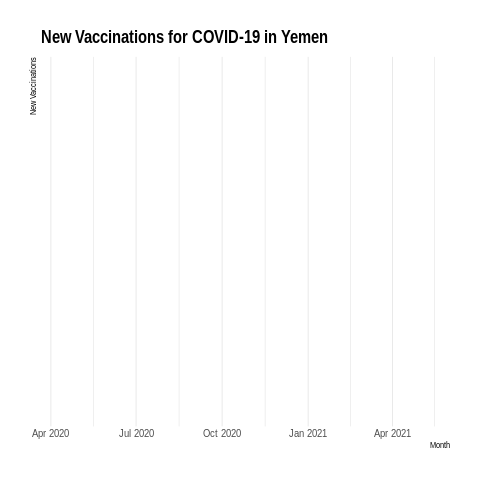 New Vaccinations for COVID-19 in Yemen
New Vaccinations
Apr 2020 Jul 2020 Oct 2020 Jan 2021 Apr 2021
Month